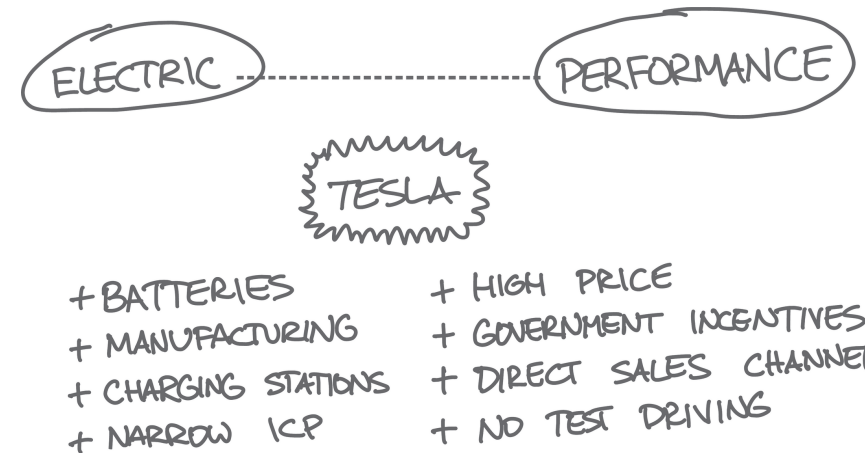 ELECTRIC
PERFORMANCE
TESLA
+ BATTERIES
+ MANUFACTURING
+ CHARGING STATIONS
+ NARROW ICP
+ HIGH PRICE
+ GOVERNMENT INCENTIVES
+ DIRECT SALES CHANNEL
+ NO TEST DRIVING